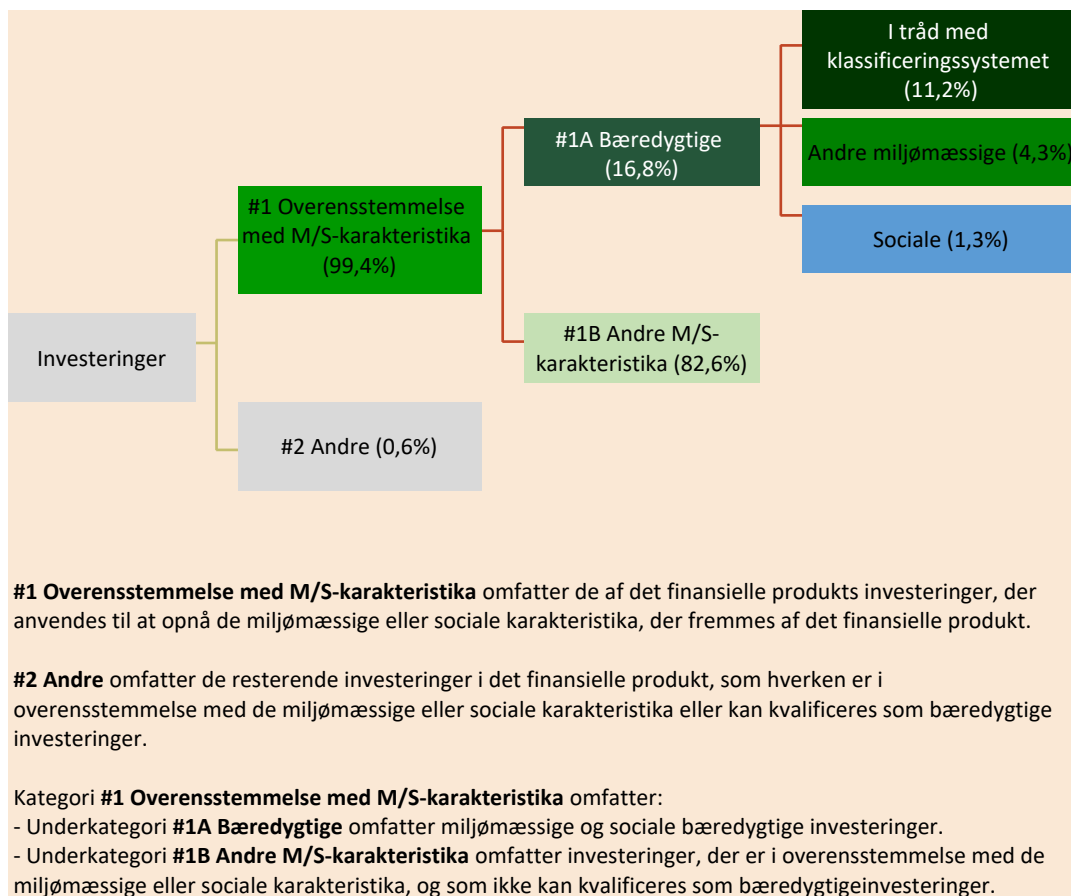 I tråd med
klassificeringssystemet
(11,2%)
#1A Bæredygtige
(16,8%)
Andre miljømæssige (4,3%)
#1 Overensstemmelse
med M/S-karakteristika
(99,4%)
Sociale (1,3%)
Investeringer
#1B Andre M/S-
karakteristika (82,6%)
#2 Andre (0,6%)
#1 Overensstemmelse med M/S-karakteristika omfatter de af det finansielle produkts investeringer, der
anvendes til at opnå de miljømæssige eller sociale karakteristika, der fremmes af det finansielle produkt.
#2 Andre omfatter de resterende investeringer i det finansielle produkt, som hverken er i
overensstemmelse med de miljømæssige eller sociale karakteristika eller kan kvalificeres som bæredygtige
investeringer.
Kategori #1 Overensstemmelse med M/S-karakteristika omfatter:
- Underkategori #1A Bæredygtige omfatter miljømæssige og sociale bæredygtige investeringer.
- Underkategori #1B Andre M/S-karakteristika omfatter investeringer, der er i overensstemmelse med de
miljømæssige eller sociale karakteristika, og som ikke kan kvalificeres som bæredygtigeinvesteringer.